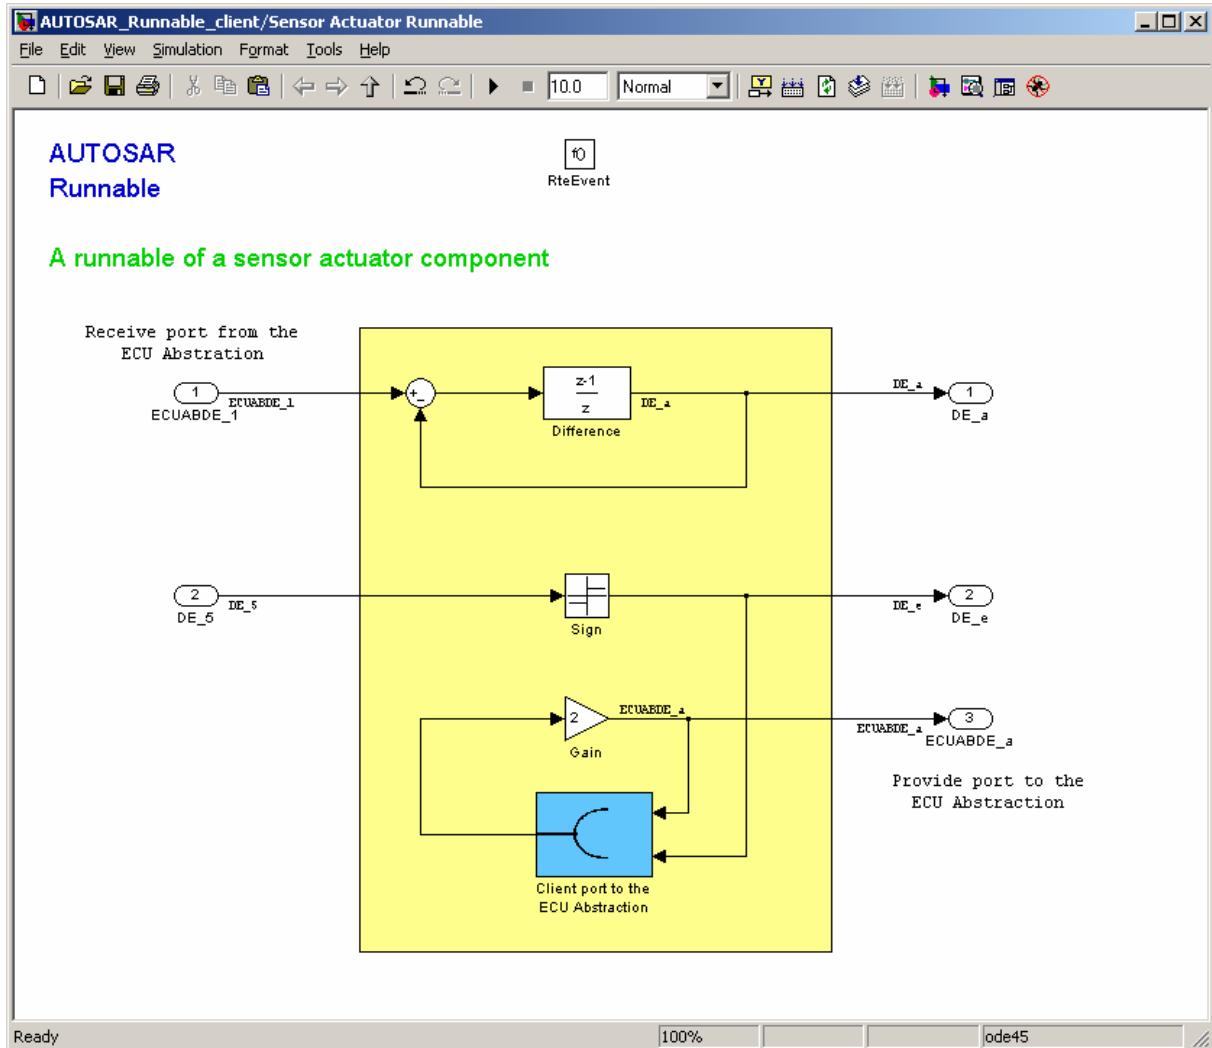 AUTOSAR_Runnable_client/Sensor Actuator Runnable
File Edit View Simulation Format Tools Help
10.0 Normal
AUTOSAR
Runnable
f()
RteEvent
A runnable of a sensor actuator component
Receive port from the
ECU Abstration
1
ECUABDE_1
ECUABDE_1
+
-
z-1
z
Difference
DE_a
DE_a
1
DE_a
2
DE_5
DE_5
Sign
DE_e
2
DE_e
2
Gain
ECUABDE_a
ECUABDE_a
3
ECUABDE_a
Provide port to the
ECU Abstraction
Client port to the
ECU Abstraction
Ready 100% ode45